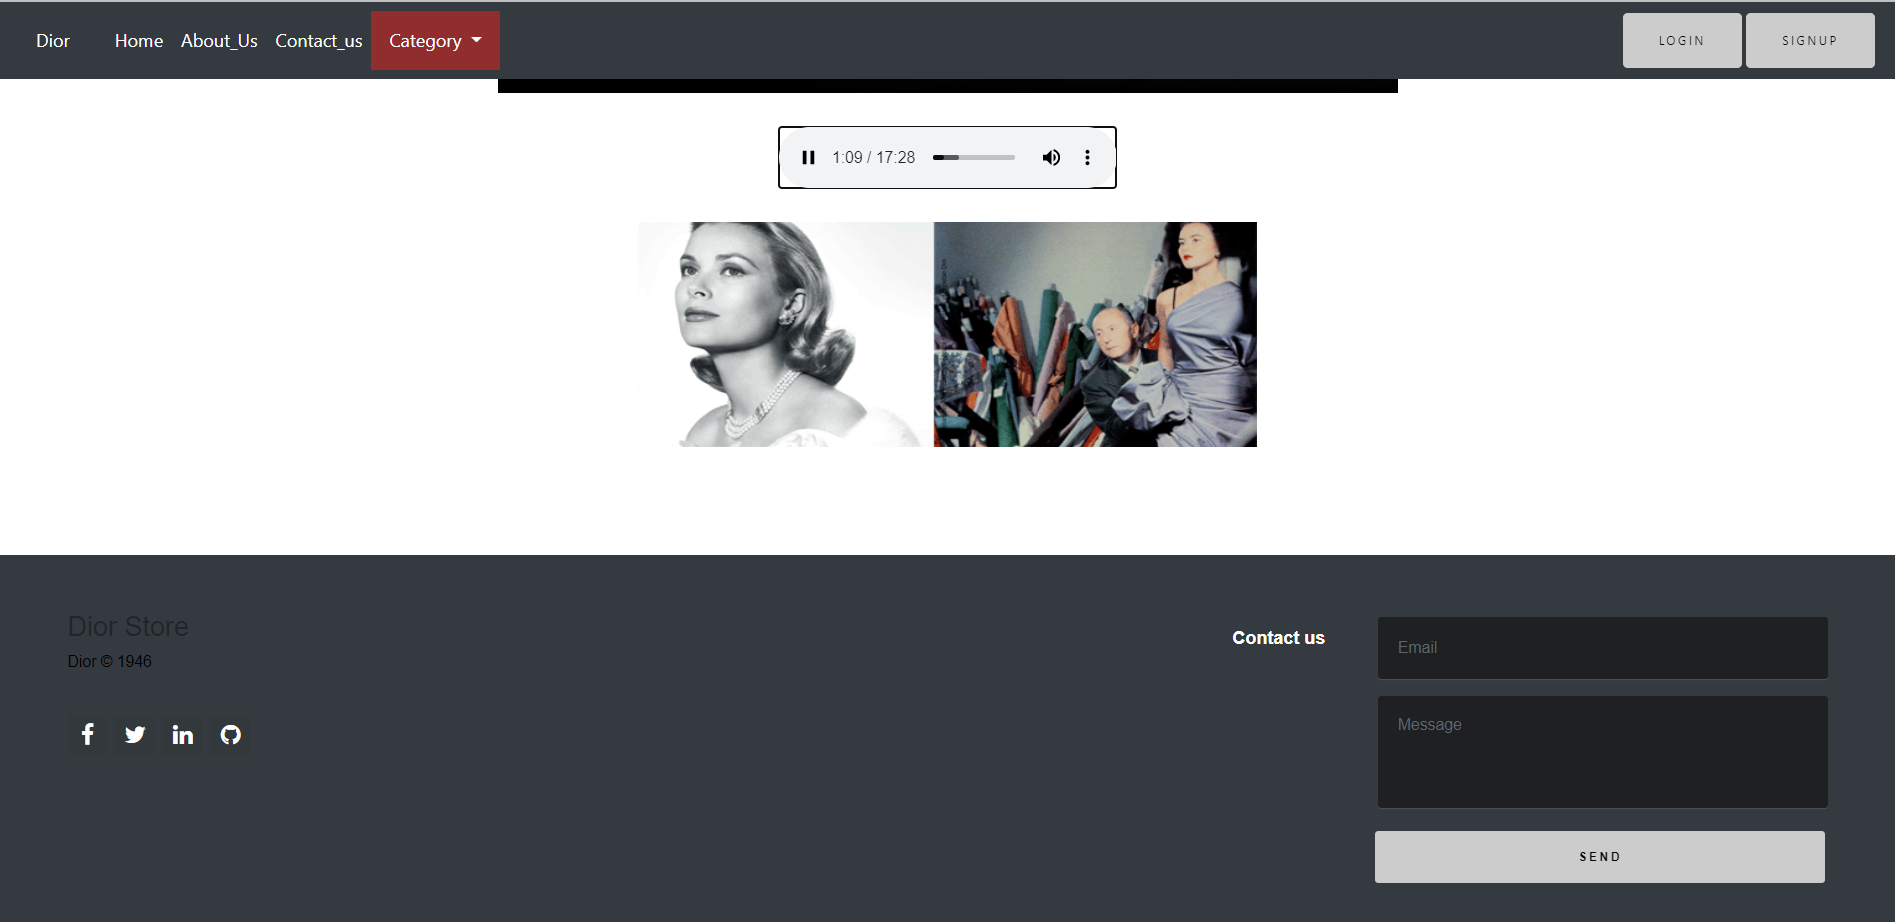 Dior Home About_Us Contact_us Category LOGIN SIGNUP
1:09 / 17:28
Dior Store
Dior © 1946
Contact us
Email
Message
SEND